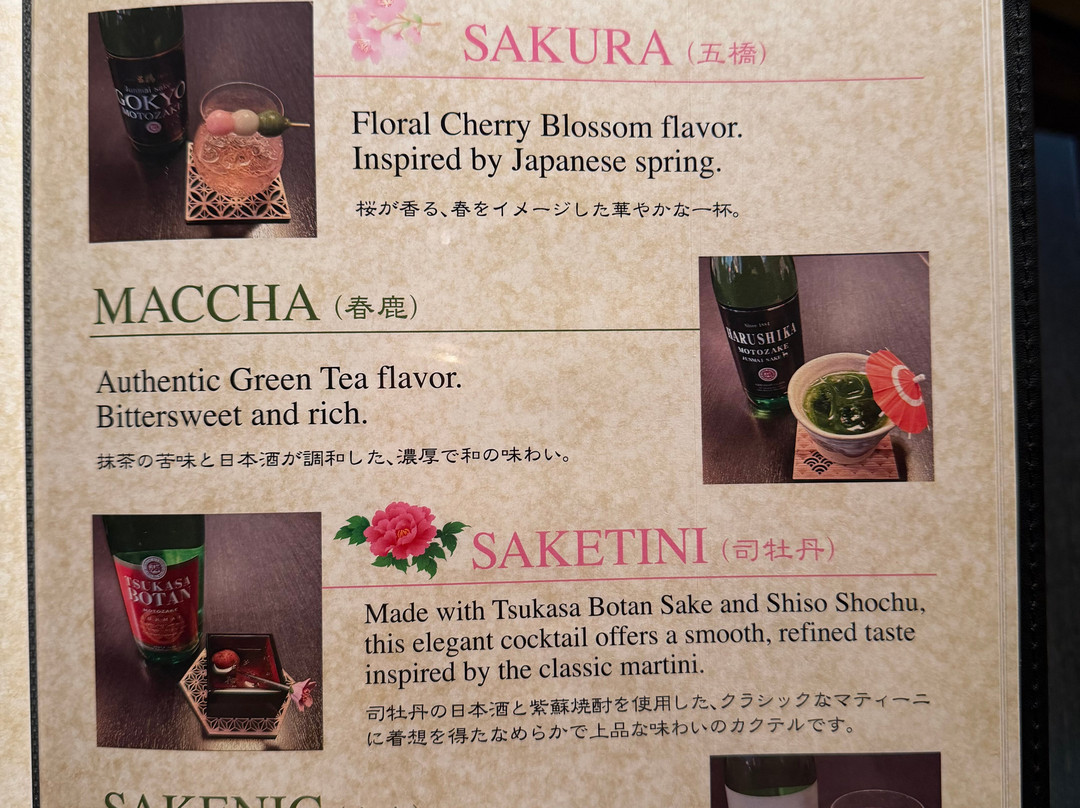 SAKURA (五橋)
Junmai sake
GOKYO
MOTOZAKE
Floral Cherry Blossom flavor.
Inspired by Japanese spring.
桜が香る、春をイメージした華やかな一杯。
MACCHA (春鹿)
HARUSHIKA
MOTOZAKE
JUNMAI SAKE
Authentic Green Tea flavor.
Bittersweet and rich.
抹茶の苦味と日本酒が調和した、濃厚で和の味わい。
SAKETINI (司牡丹)
TSUKASA
BOTAN
MOTOZAKE
Made with Tsukasa Botan Sake and Shiso Shochu,
this elegant cocktail offers a smooth, refined taste
inspired by the classic martini.
司牡丹の日本酒と紫蘇焼酎を使用した、クラシックなマティーニ
に着想を得たなめらかで上品な味わいのカクテルです。